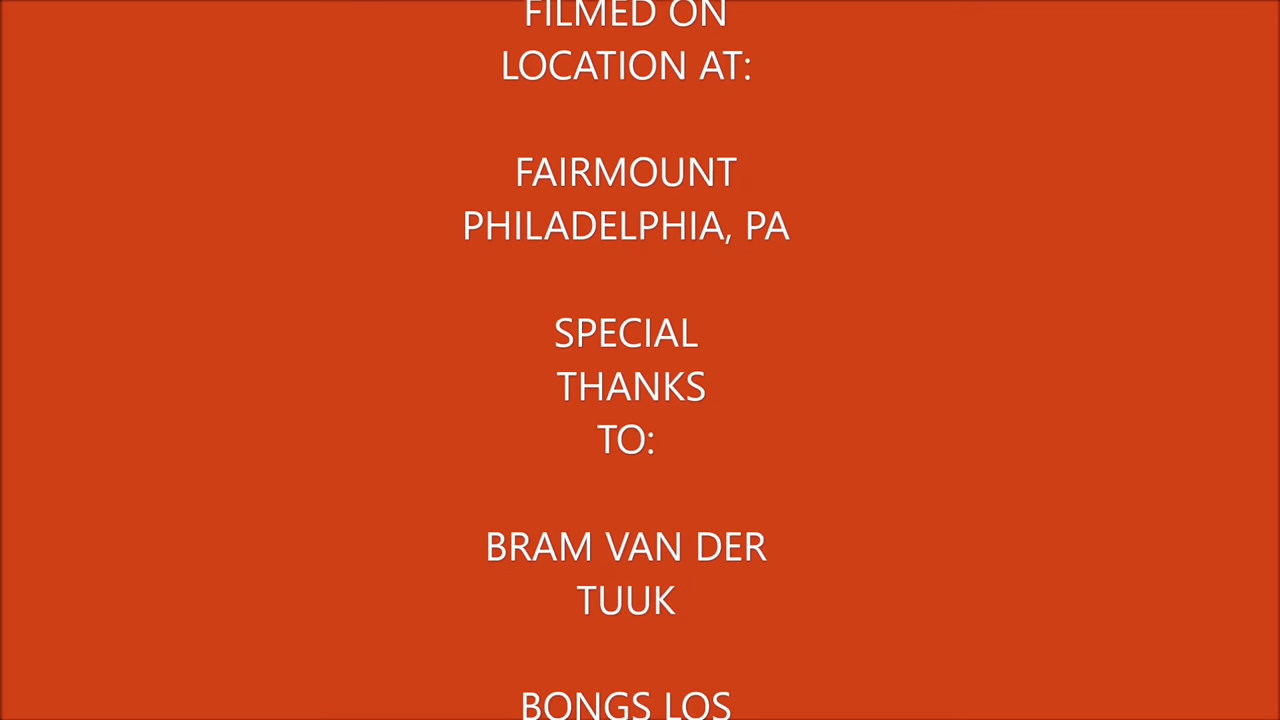 FILMED ON
LOCATION AT:
FAIRMOUNT
PHILADELPHIA, PA
SPECIAL
THANKS
TO:
BRAM VAN DER
TUUK
BONGS LOS